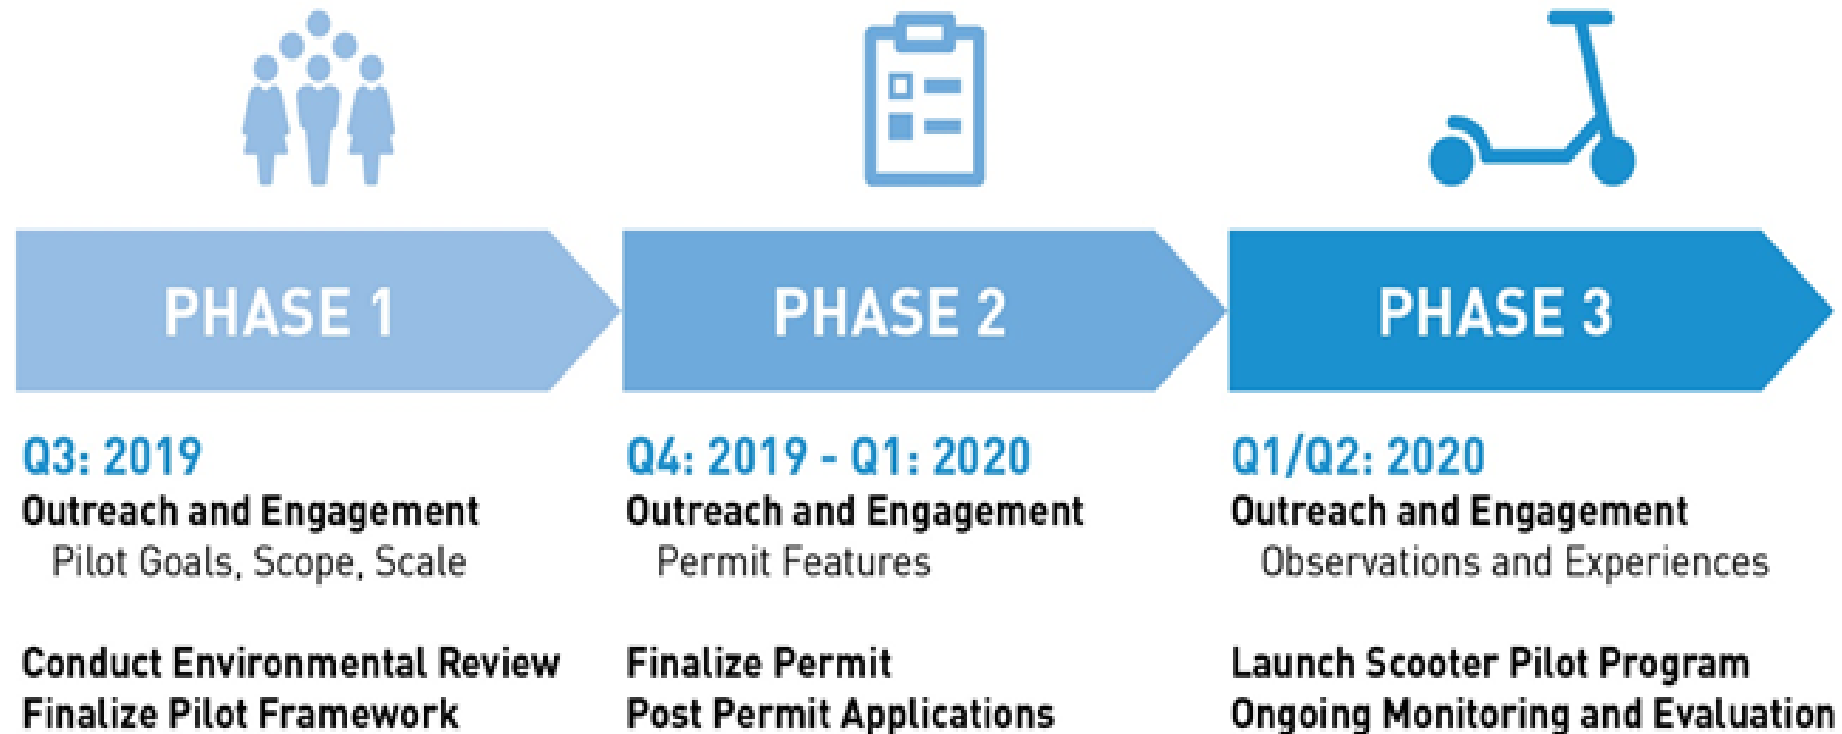 PHASE 1
PHASE 2
PHASE 3
Q3: 2019
Outreach and Engagement
Pilot Goals, Scope, Scale
Conduct Environmental Review
Finalize Pilot Framework
Q4: 2019 - Q1: 2020
Outreach and Engagement
Permit Features
Finalize Permit
Post Permit Applications
Q1/Q2: 2020
Outreach and Engagement
Observations and Experiences
Launch Scooter Pilot Program
Ongoing Monitoring and Evaluation